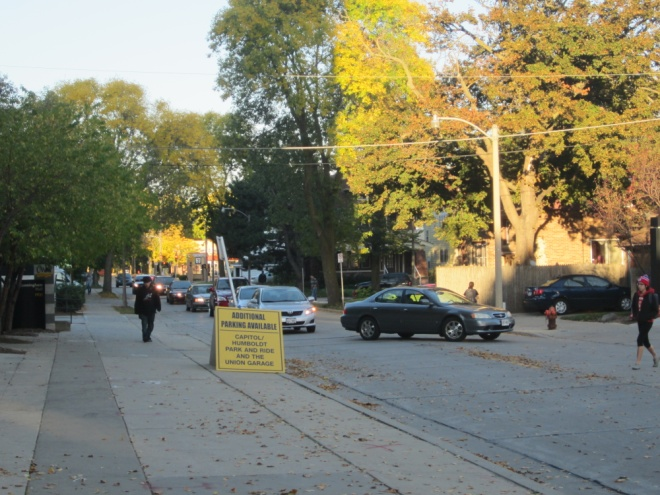 ADDITIONAL
PARKING AVAILABLE
CAPITOL/
HUMBOLDT
PARK AND RIDE
AND THE
UNION GARAGE